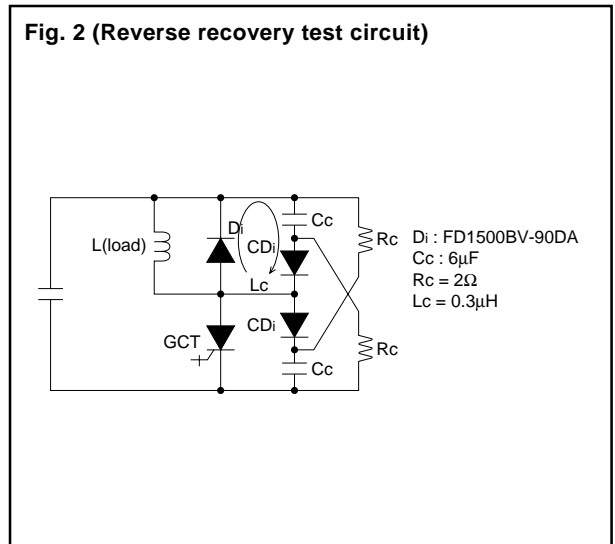 Fig. 2 (Reverse recovery test circuit)
L(load)
Di
Cc
CDi
Lc
CDi
GCT
Cc
Rc
Rc
Di : FD1500BV-90DA
Cc : 6μF
Rc = 2Ω
Lc = 0.3μH